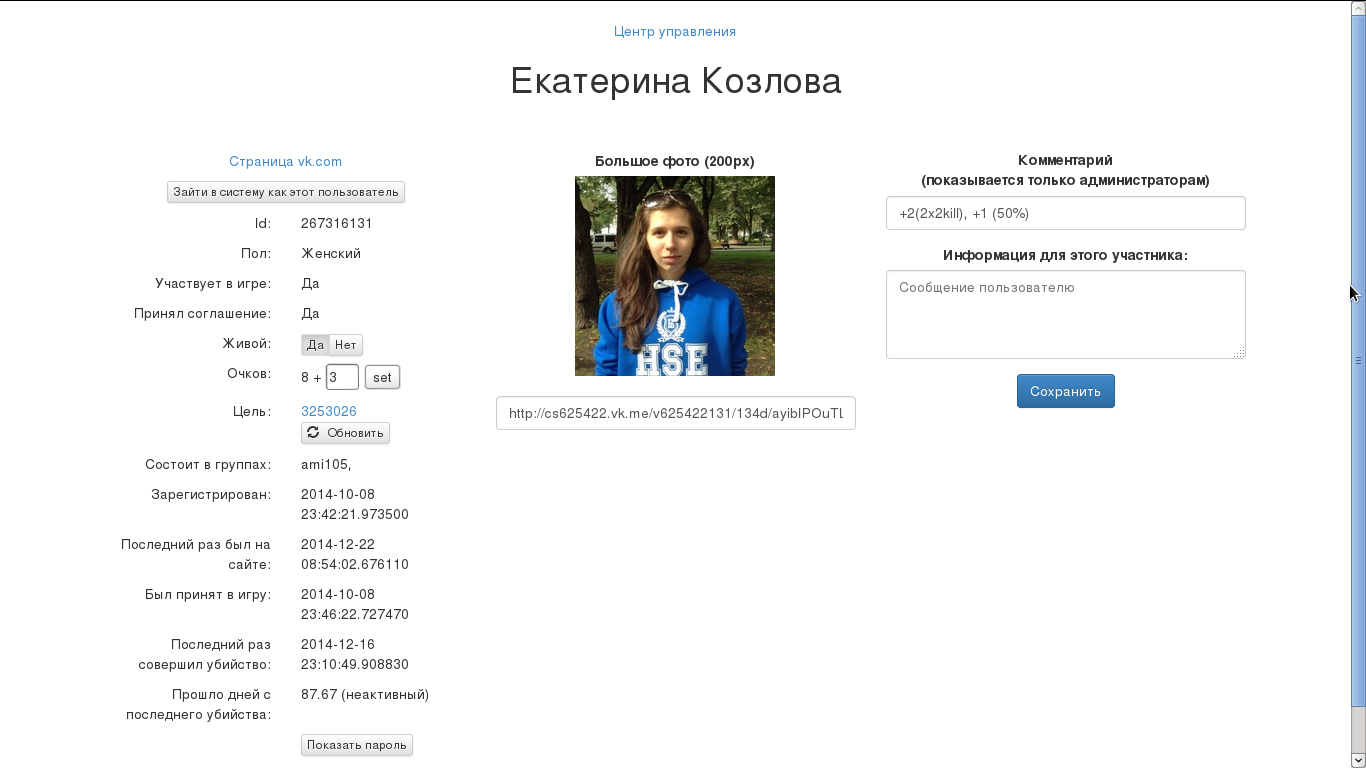 Центр управления
Екатерина Козлова
Страница vk.com
Зайти в систему как этот пользователь
Id: 267316131
Пол: Женский
Участвует в игре: Да
Принял соглашение: Да
Живой: Да Нет
Очков: 8 + 3 set
Цель: 3253026
Обновить
Состоит в группах: ami105,
Зарегистрирован: 2014-10-08
23:42:21.973500
Последний раз был на 2014-12-22
сайте: 08:54:02.676110
Был принят в игру: 2014-10-08
23:46:22.727470
Последний раз 2014-12-16
совершил убийство: 23:10:49.908830
Прошло дней с 87.67 (неактивный)
последнего убийства:
Показать пароль
Большое фото (200px)
HSE
http://cs625422.vk.me/v625422131/134d/ayibIPOuTL
Комментарий
(показывается только администраторам)
+2(2x2kill), +1 (50%)
Информация для этого участника:
Сообщение пользователю
Сохранить